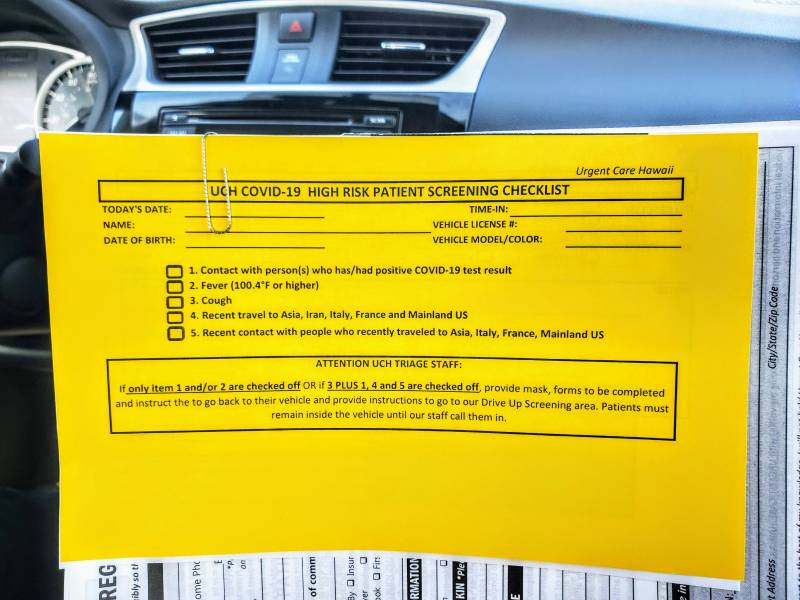 Urgent Care Hawaii
UCH COVID-19 HIGH RISK PATIENT SCREENING CHECKLIST
TODAY'S DATE: TIME-IN:
NAME: VEHICLE LICENSE #:
DATE OF BIRTH: VEHICLE MODEL/COLOR:
1. Contact with person(s) who has/had positive COVID-19 test result
2. Fever (100.4°F or higher)
3. Cough
4. Recent travel to Asia, Iran, Italy, France and Mainland US
5. Recent contact with people who recently traveled to Asia, Italy, France, Mainland US
ATTENTION UCH TRIAGE STAFF:
If only item 1 and/or 2 are checked off OR if 3 PLUS 1, 4 and 5 are checked off, provide mask, forms to be completed
and instruct the to go back to their vehicle and provide instructions to go to our Drive Up Screening area. Patients must
remain inside the vehicle until our staff call them in.
City/State/Zip Code
Address
REG
of comm